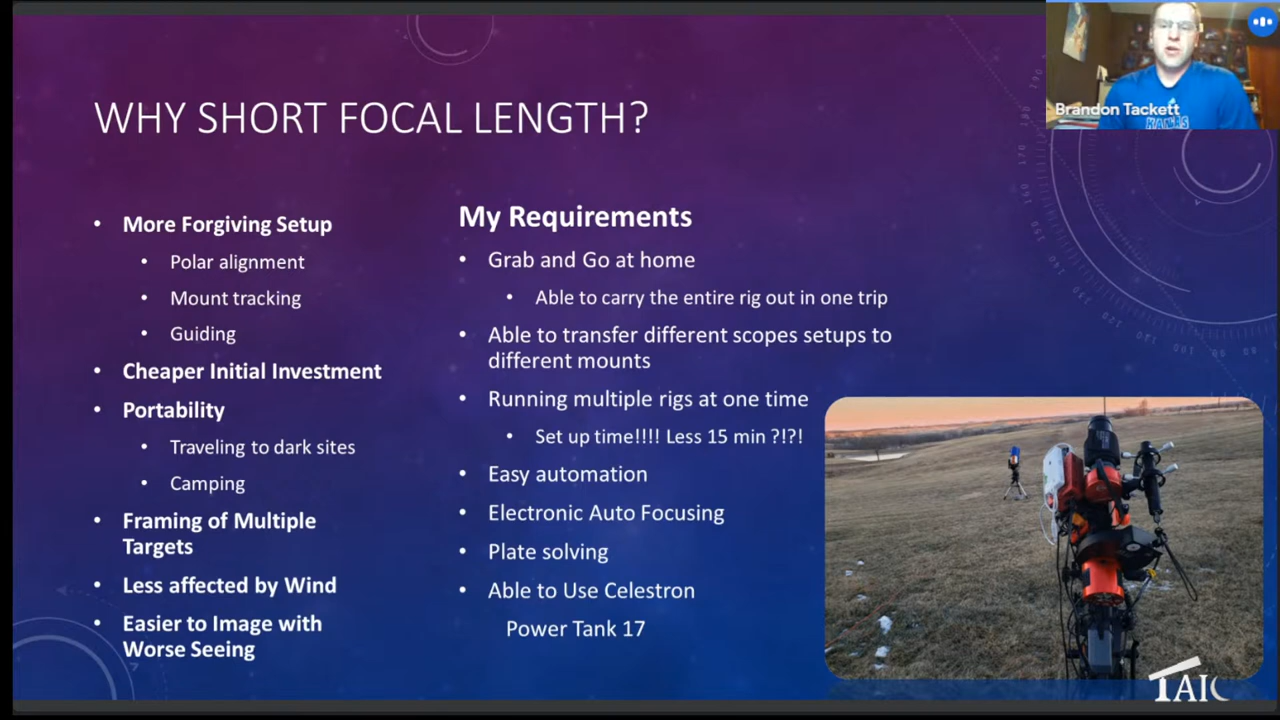 WHY SHORT FOCAL LENGTH?
• More Forgiving Setup
• Polar alignment
• Mount tracking
• Guiding
• Cheaper Initial Investment
• Portability
• Traveling to dark sites
• Camping
• Framing of Multiple
Targets
• Less affected by Wind
• Easier to Image with
Worse Seeing
My Requirements
• Grab and Go at home
• Able to carry the entire rig out in one trip
• Able to transfer different scopes setups to
different mounts
• Running multiple rigs at one time
• Set up time!!!! Less 15 min ?!?!
• Easy automation
• Electronic Auto Focusing
• Plate solving
• Able to Use Celestron
Power Tank 17
Brandon Tackett
KANSAS
TAIC